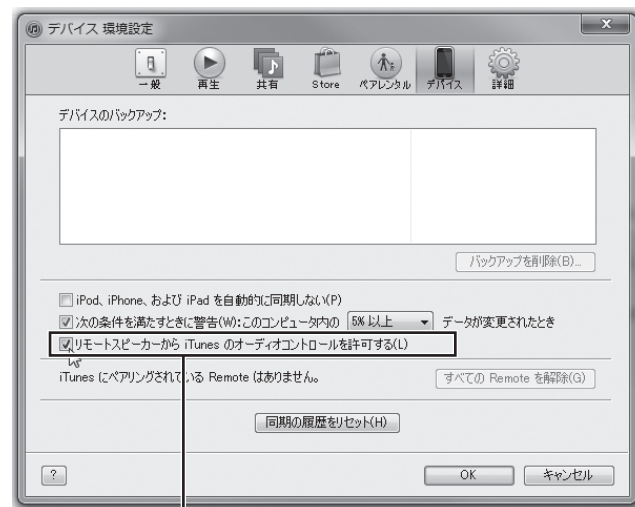 デバイス 環境設定
一般 再生 共有 Store ペアレンタル デバイス 詳細
デバイスのバックアップ:
バックアップを削除(B)...
iPod、iPhone、および iPad を自動的に同期しない(P)
次の条件を満たすときに警告(W):このコンピュータ内の 5% 以上 データが変更されたとき
リモートスピーカーから iTunes のオーディオコントロールを許可する(L)
iTunes にペアリングされている Remote はありません。 すべての Remote を解除(G)
同期の履歴をリセット(H)
? OK キャンセル